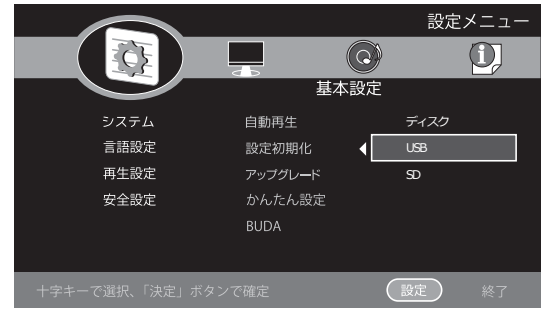 設定メニュー
基本設定
システム 自動再生 ディスク
言語設定 設定初期化 USB
再生設定 アップグレード SD
安全設定 かんたん設定
BUDA
十字キーで選択、「決定」ボタンで確定 設定 終了